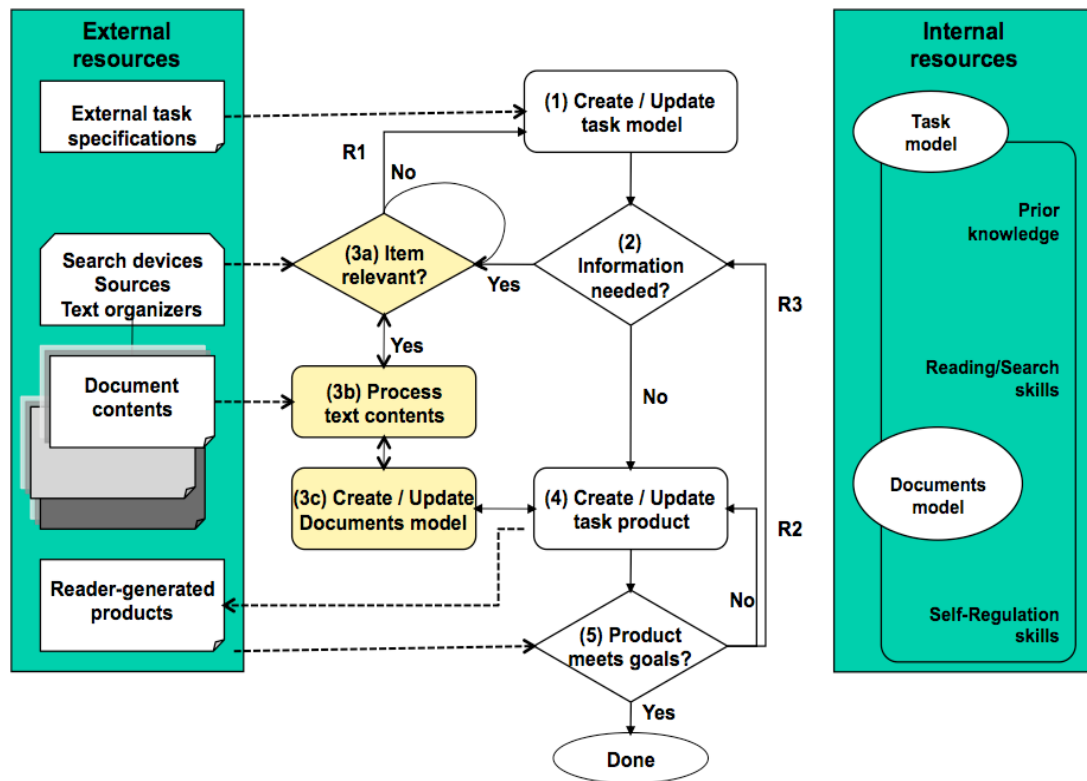 External
resources
External task
specifications
Search devices
Sources
Text organizers
Document
contents
Reader-generated
products
(1) Create / Update
task model
R1
No
(3a) Item
relevant?
Yes
(2)
Information
needed?
R3
Yes
(3b) Process
text contents
No
(3c) Create / Update
Documents model
(4) Create / Update
task product
R2
No
(5) Product
meets goals?
Yes
Done
Internal
resources
Task
model
Prior
knowledge
Reading/Search
skills
Documents
model
Self-Regulation
skills